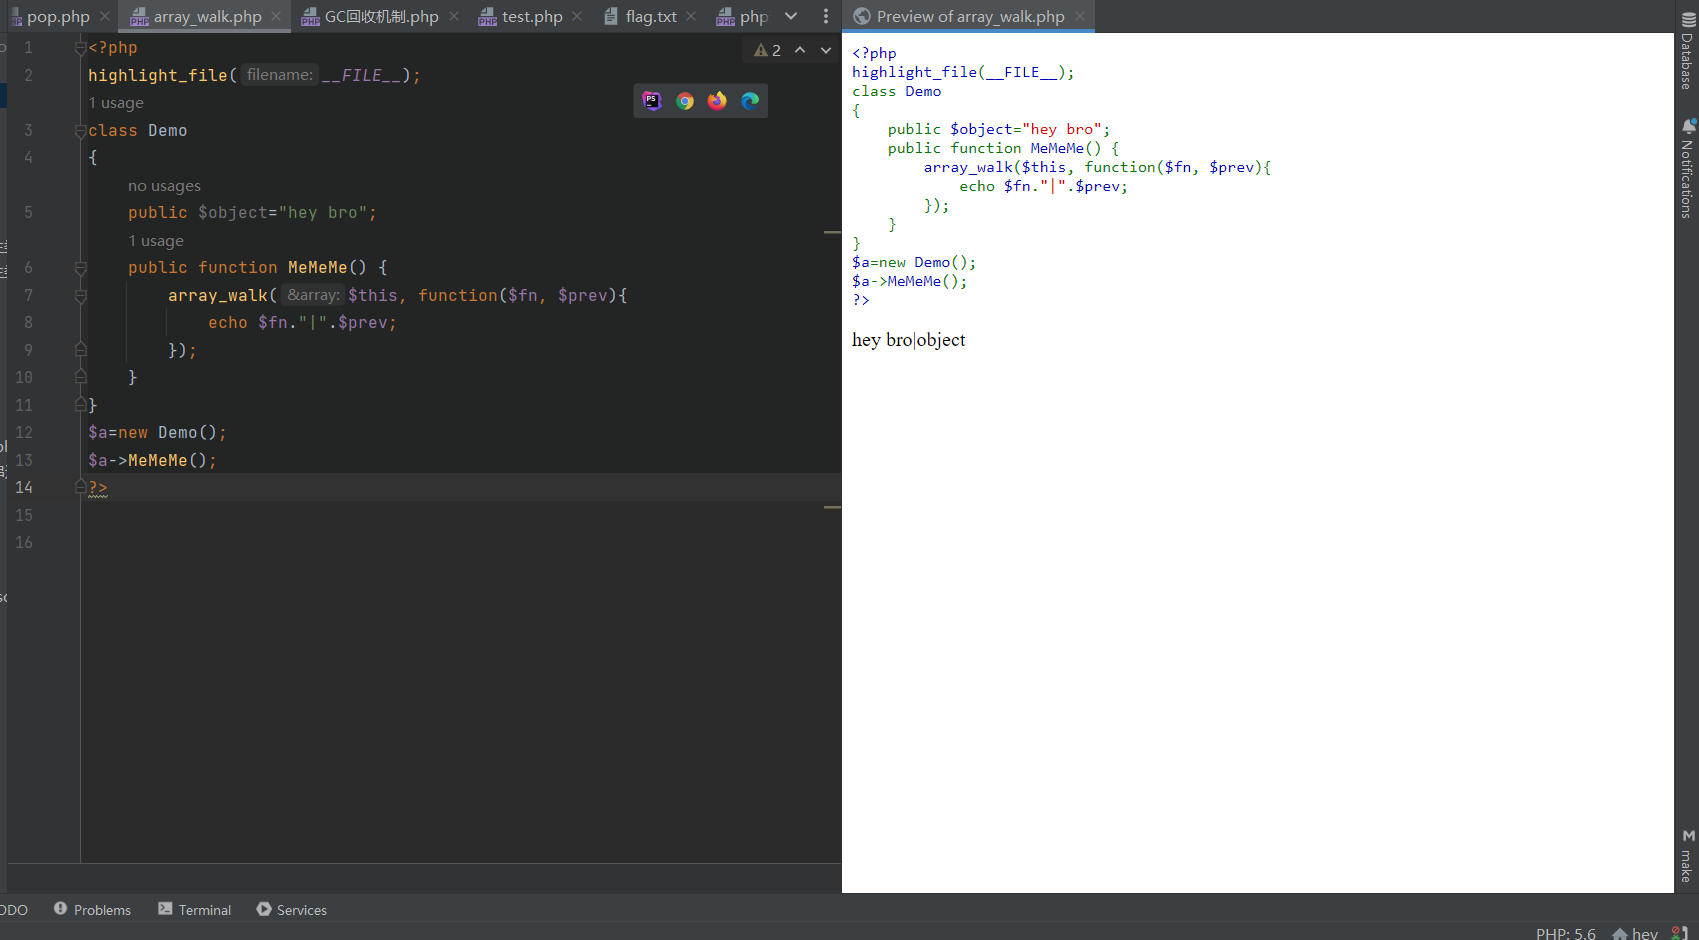 pop.php
array_walk.php
GC回收机制.php
test.php
flag.txt
php
Preview of array_walk.php
2
1 <?php
2 highlight_file( filename: __FILE__);
1 usage
3 class Demo
4 {
no usages
5 public $object="hey bro";
1 usage
6 public function MeMeMe() {
7 array_walk( &array: $this, function($fn, $prev){
8 echo $fn."|".$prev;
9 });
10 }
11 }
12 $a=new Demo();
13 $a->MeMeMe();
14 ?>
15
16
<?php
highlight_file(__FILE__);
class Demo
{
public $object="hey bro";
public function MeMeMe() {
array_walk($this, function($fn, $prev){
echo $fn."|".$prev;
});
}
}
$a=new Demo();
$a->MeMeMe();
?>
hey bro|object
Database
Notifications
make
ODO
Problems
Terminal
Services
PHP: 5.6
hey